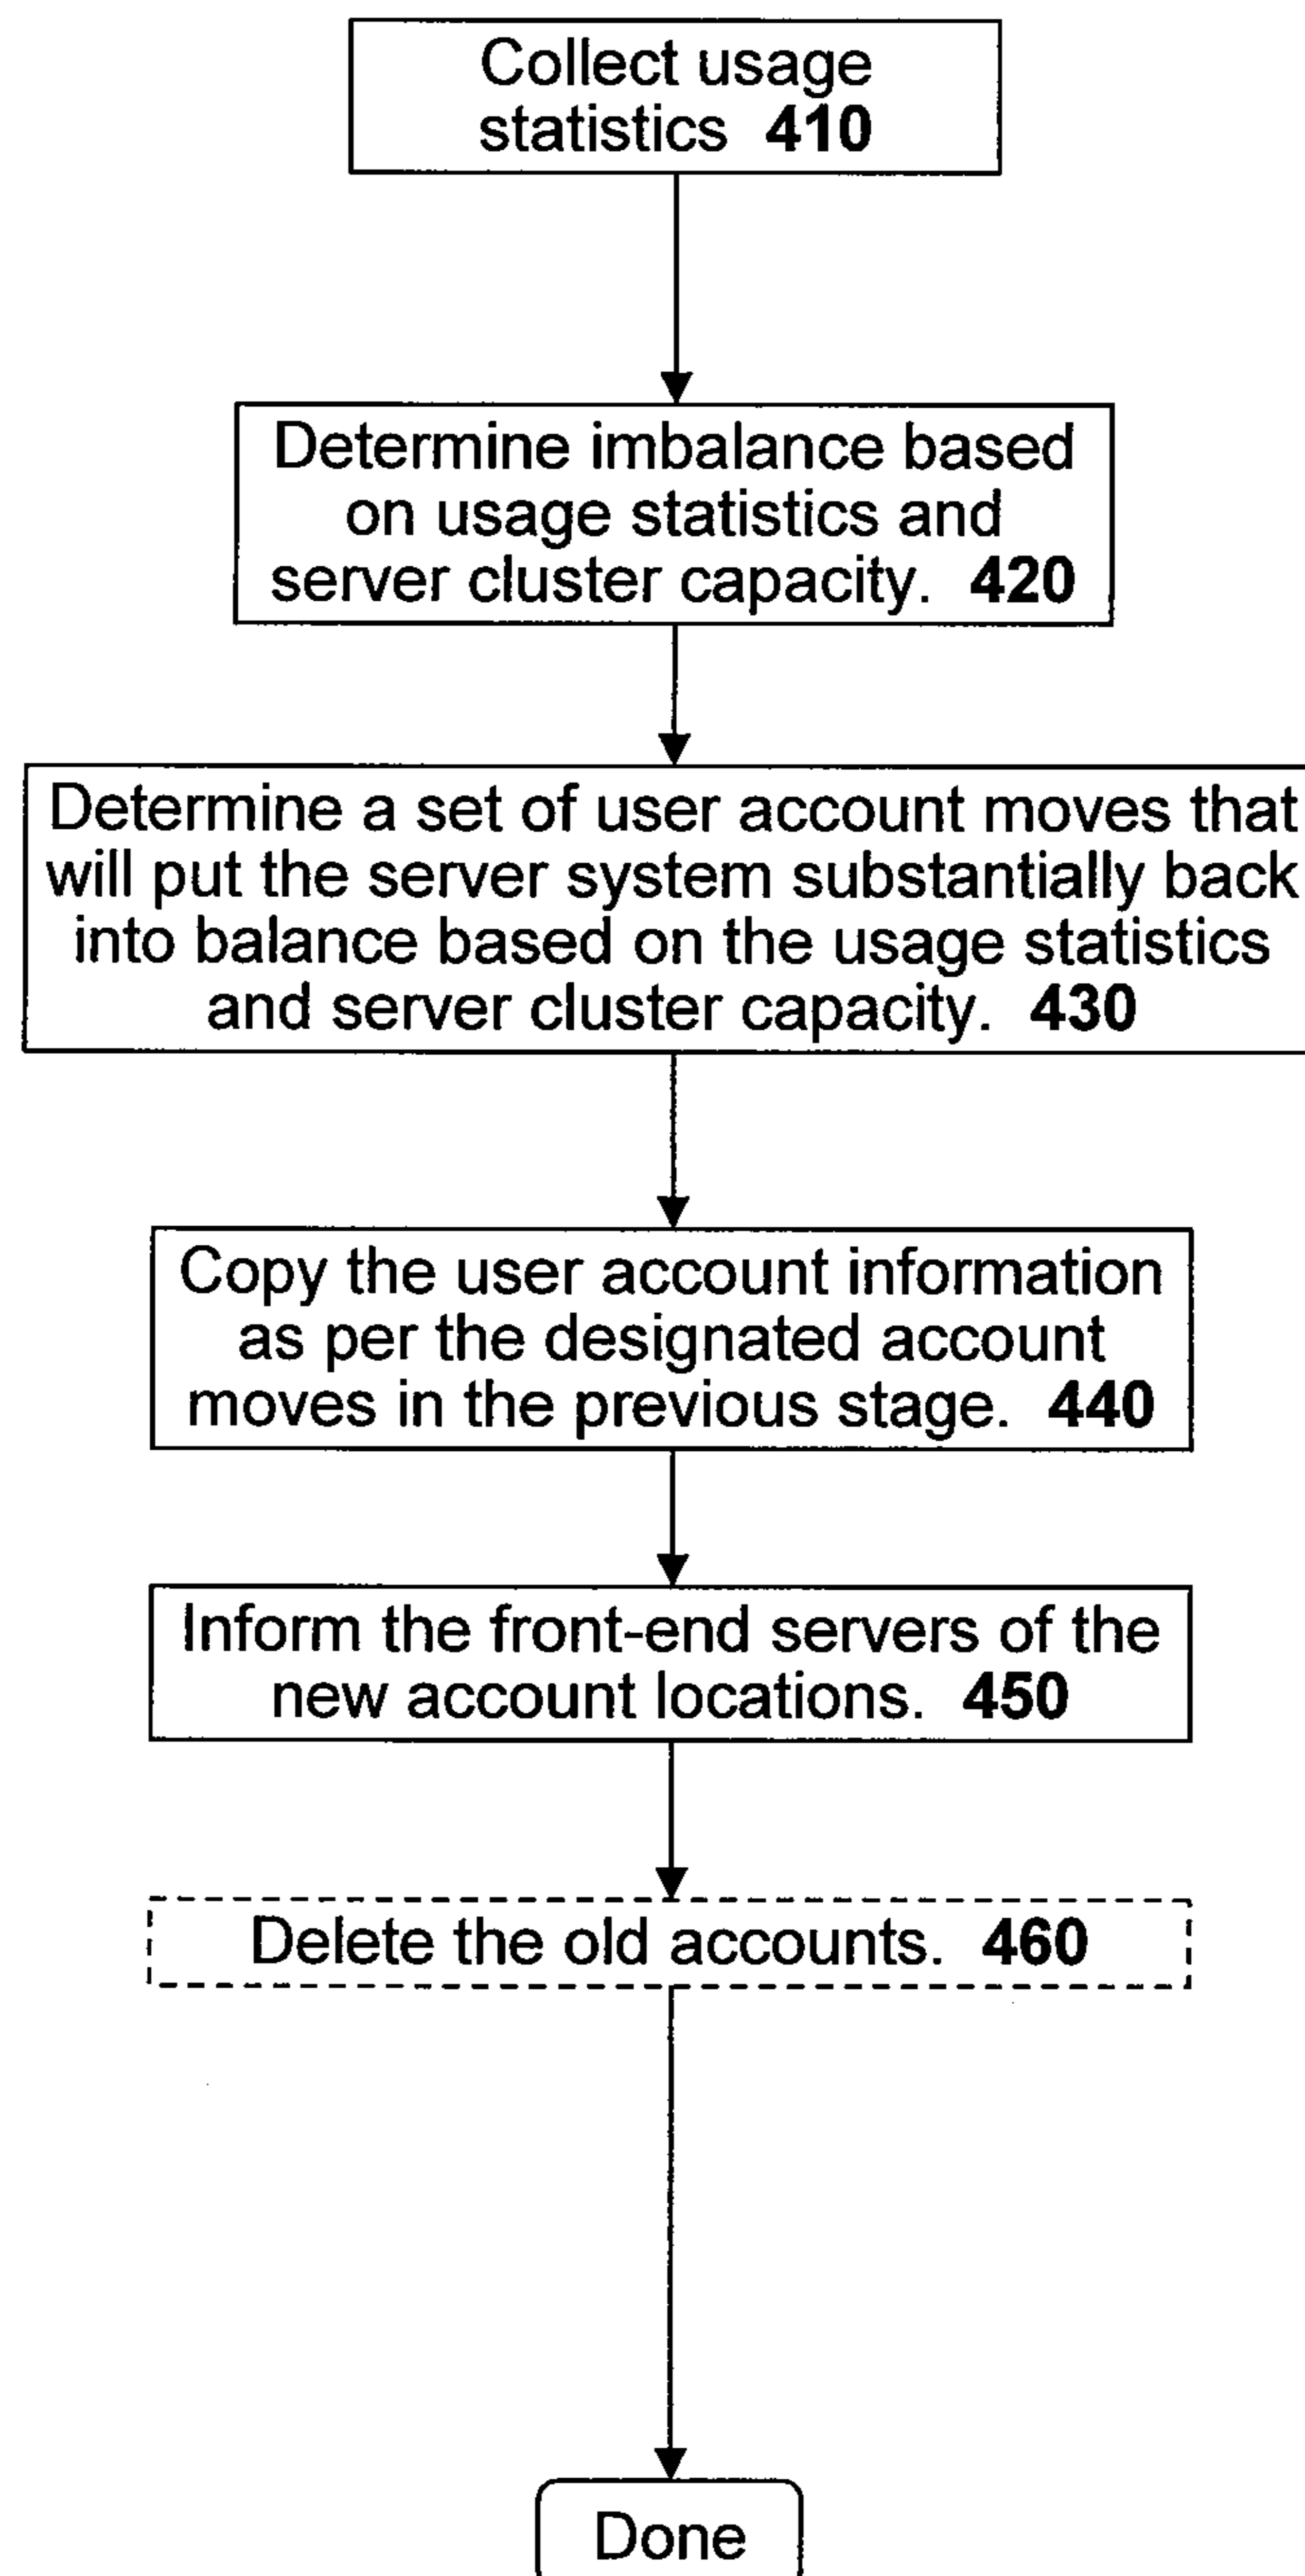 Collect usage
statistics 410
Determine imbalance based
on usage statistics and
server cluster capacity. 420
Determine a set of user account moves that
will put the server system substantially back
into balance based on the usage statistics
and server cluster capacity. 430
Copy the user account information
as per the designated account
moves in the previous stage. 440
Inform the front-end servers of the
new account locations. 450
Delete the old accounts. 460
Done